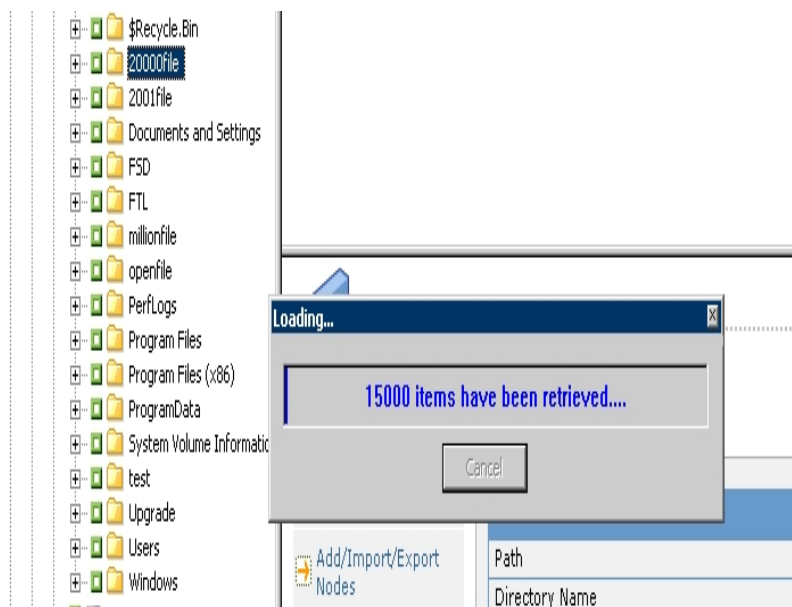 $Recycle.Bin
20000file
2001file
Documents and Settings
FSD
FTL
millionfile
openfile
PerfLogs
Program Files
Program Files (x86)
ProgramData
System Volume Informatic
test
Upgrade
Users
Windows
Loading...
15000 items have been retrieved....
Cancel
Add/Import/Export
Nodes
Path
Directory Name